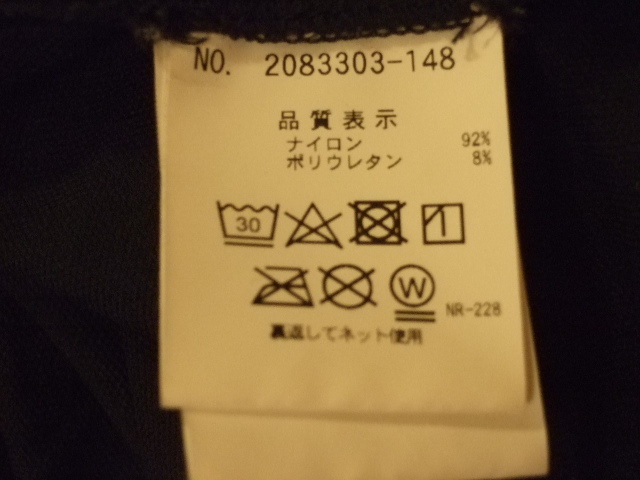 NO. 2083303-148
品質表示
ナイロン 92%
ポリウレタン 8%
30
W
NR-228
裏返してネット使用